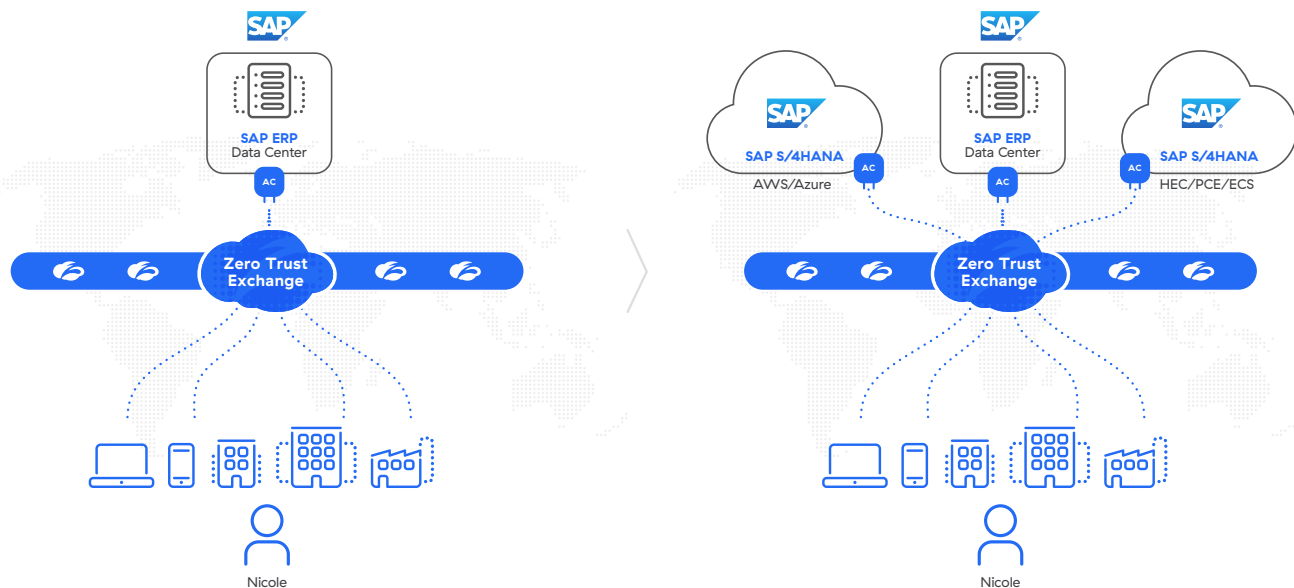 SAP
SAP ERP
Data Center
AC
Zero Trust
Exchange
Nicole
SAP
SAP
SAP S/4HANA
AWS/Azure
AC
SAP ERP
Data Center
AC
SAP
SAP S/4HANA
HEC/PCE/ECS
AC
Zero Trust
Exchange
Nicole